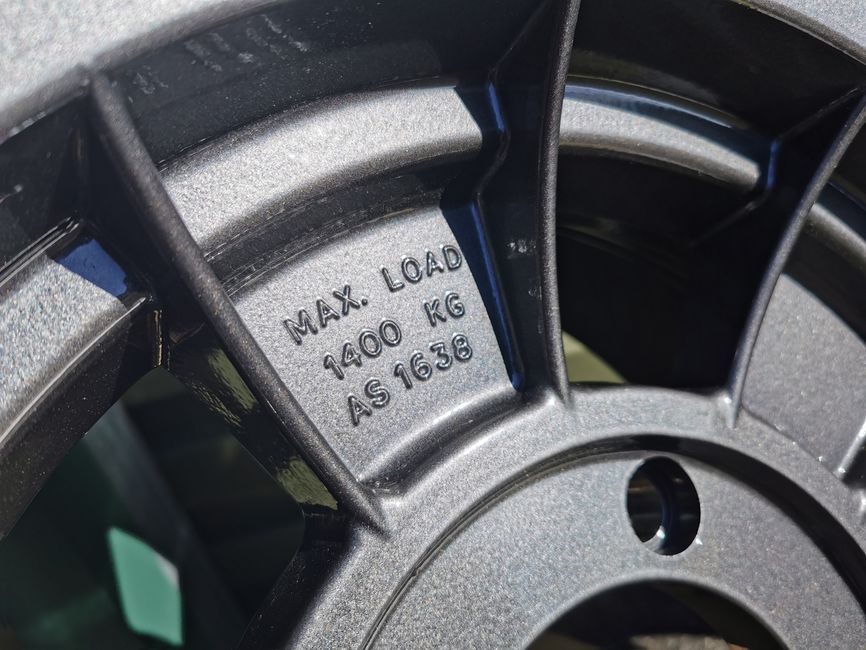 MAX. LOAD
1400 KG
AS 1638